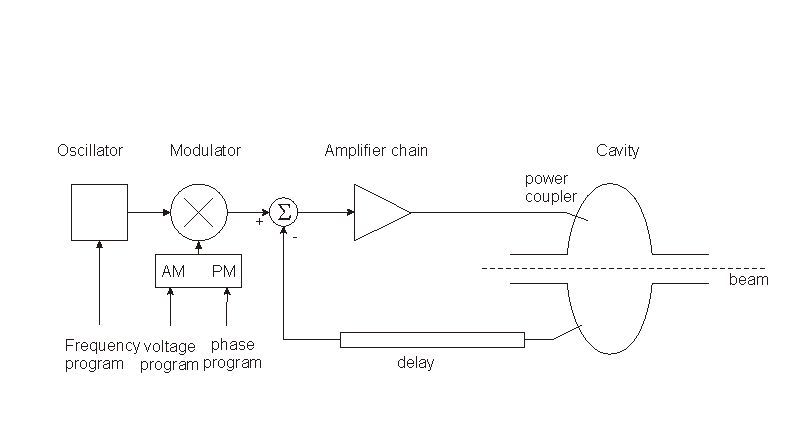 Oscillator
Modulator
Amplifier chain
Cavity
power
coupler
+
Σ
-
AM PM
beam
Frequency
program
voltage
program
phase
program
delay